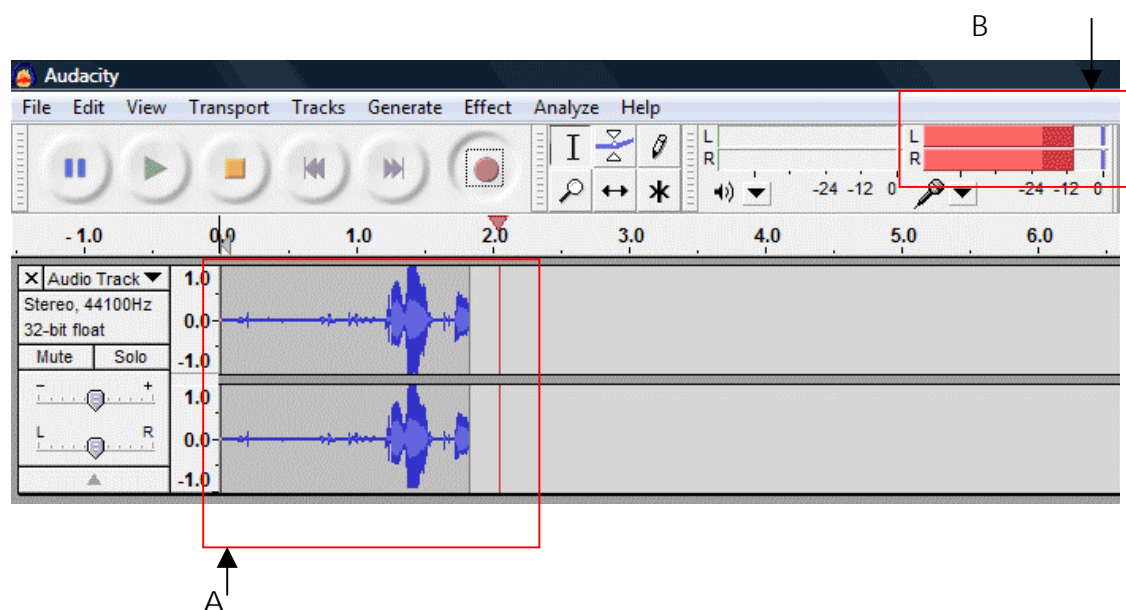 B
Audacity
File Edit View Transport Tracks Generate Effect Analyze Help
L
R
-24 -12 0
L
R
-24 -12 0
- 1.0 0.0 1.0 2.0 3.0 4.0 5.0 6.0
X Audio Track
Stereo, 44100Hz
32-bit float
Mute Solo
- +
L R
1.0
0.0
-1.0
1.0
0.0
-1.0
A